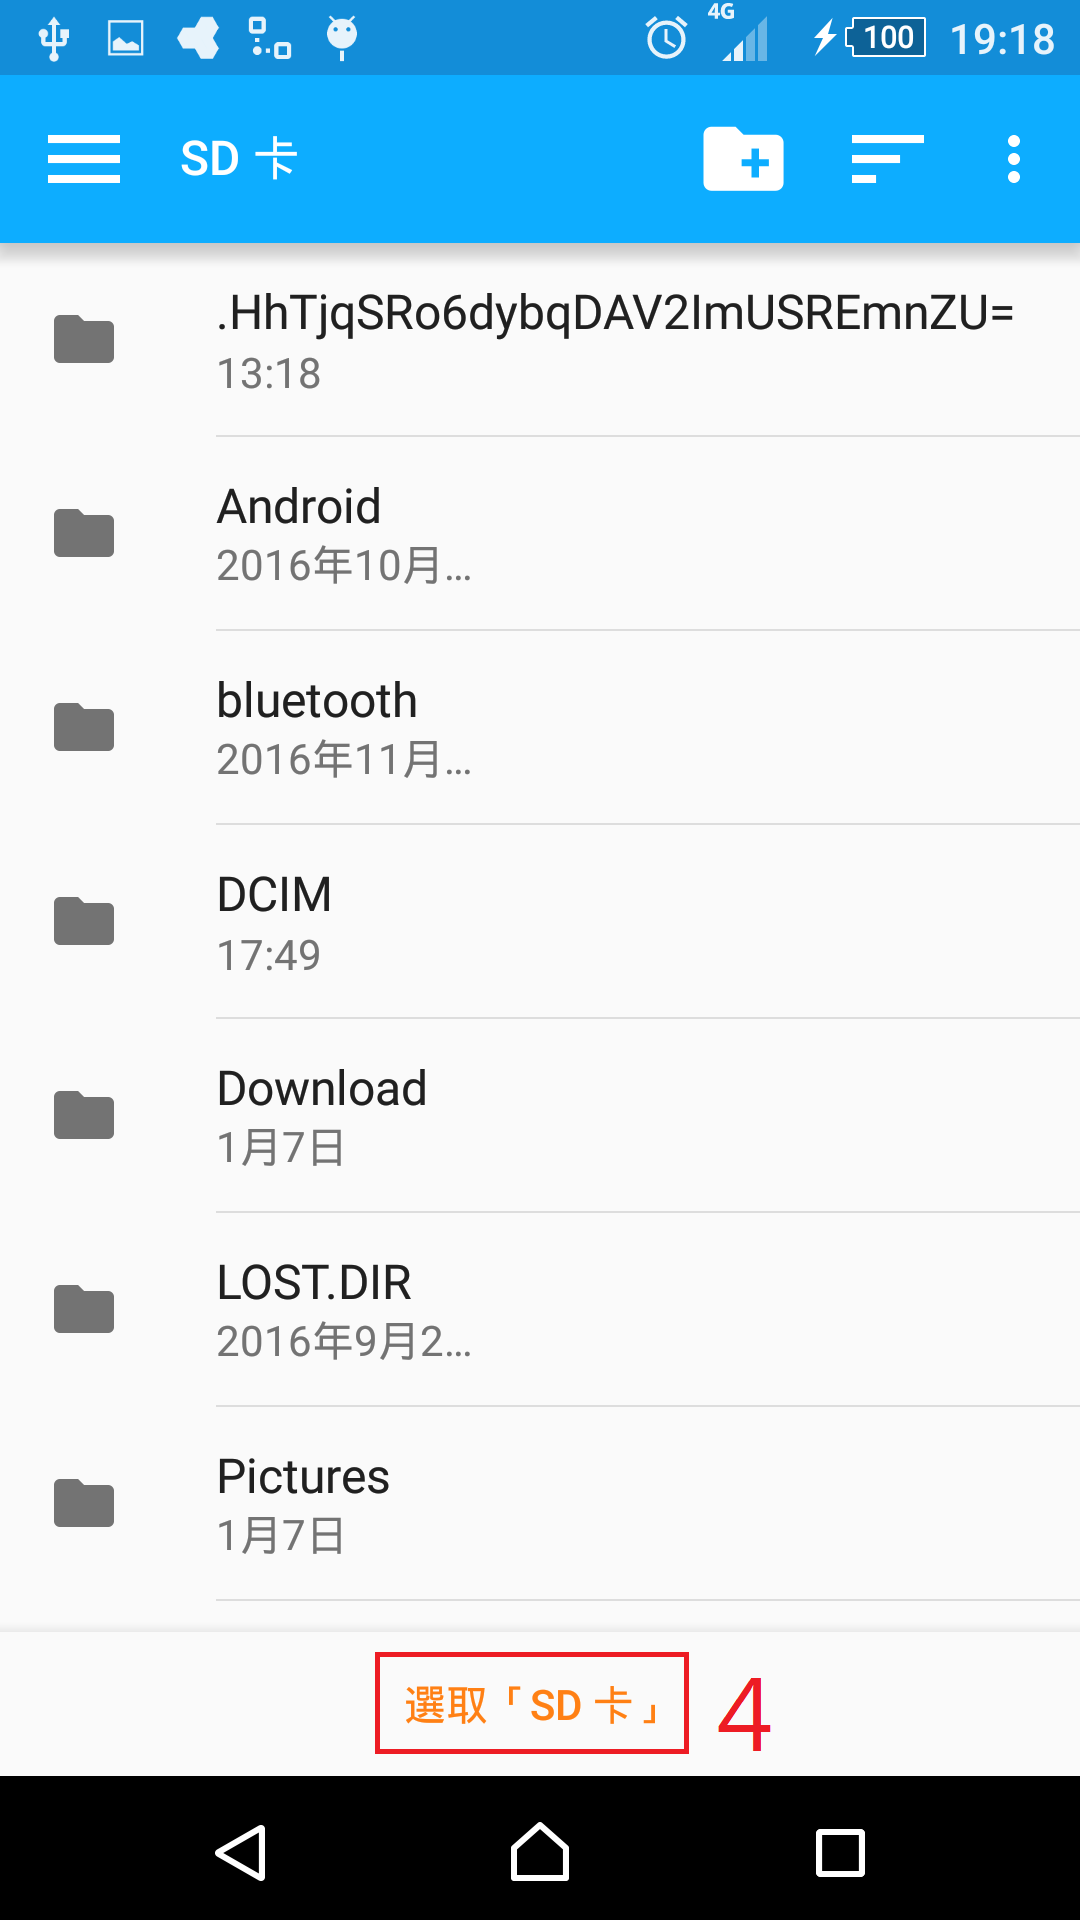 4G
100
19:18
SD 卡
.HhTjqSRo6dybqDAV2ImUSREmnZU=
13:18
Android
2016年10月...
bluetooth
2016年11月...
DCIM
17:49
Download
1月7日
LOST.DIR
2016年9月2...
Pictures
1月7日
選取「SD 卡」
4